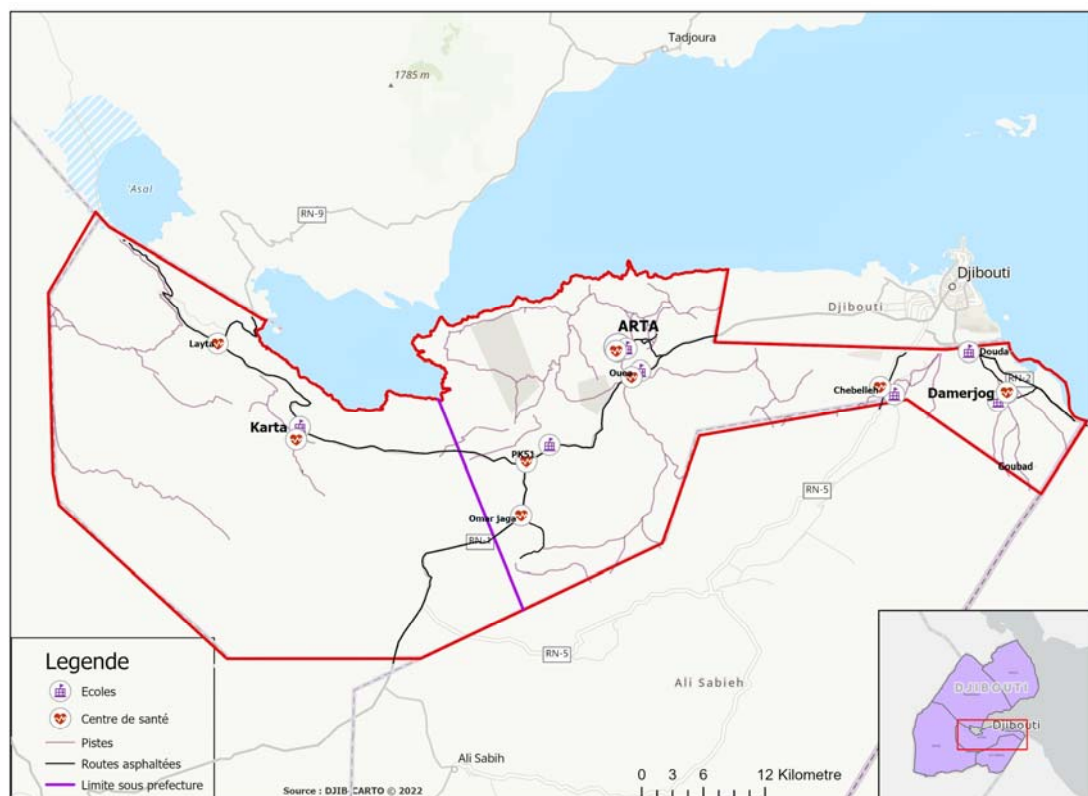 Tadjoura
1785 m
'Asal
RN-9
Djibouti
Djibouti
ARTA
Layta
Douda
Chebelleh
Damerjog
RN-2
Karta
PK51
Goubad
RN-5
Omar jaga
RN-1
RN-5
Ali Sabieh
Ali Sabih
Legende
Ecoles
Centre de santé
Pistes
Routes asphaltées
Limite sous prefecture
Source : DJIB-CARTO © 2022
0 3 6 12 Kilometre
DJIBOUTI
Djibouti